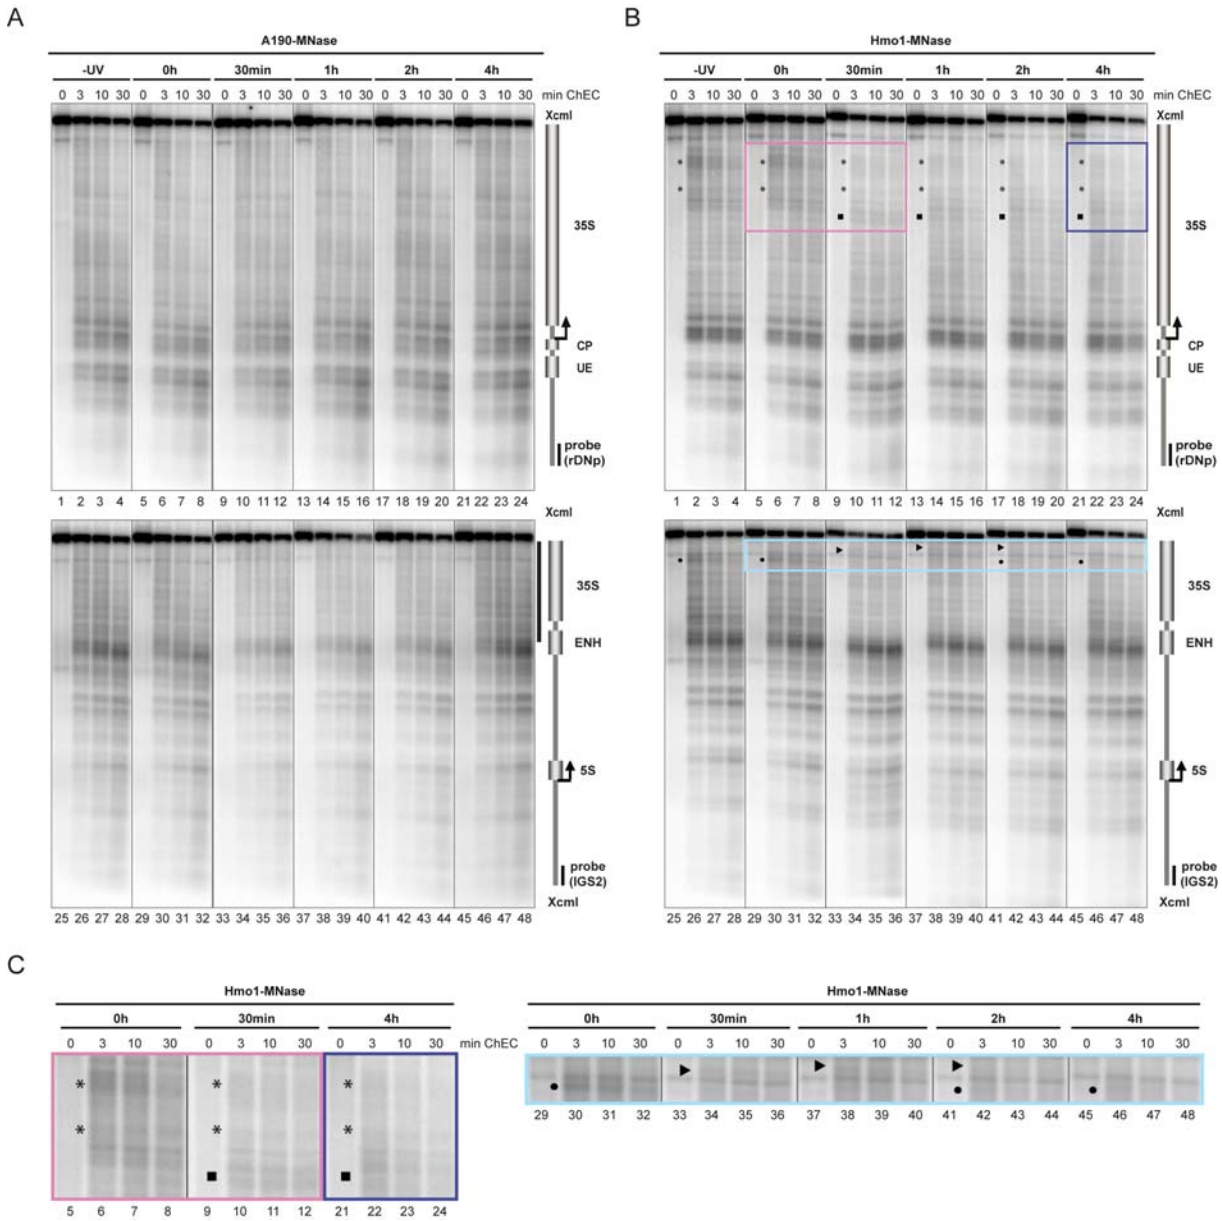 A
A190-MNase
-UV 0h 30min 1h 2h 4h
0 3 10 30 0 3 10 30 0 3 10 30 0 3 10 30 0 3 10 30 0 3 10 30 min ChEC
XcmI
35S
CP
UE
probe
(rDNp)
1 2 3 4 5 6 7 8 9 10 11 12 13 14 15 16 17 18 19 20 21 22 23 24
XcmI
35S
ENH
5S
probe
(IGS2)
XcmI
25 26 27 28 29 30 31 32 33 34 35 36 37 38 39 40 41 42 43 44 45 46 47 48
B
Hmo1-MNase
-UV 0h 30min 1h 2h 4h
0 3 10 30 0 3 10 30 0 3 10 30 0 3 10 30 0 3 10 30 0 3 10 30 min ChEC
XcmI
35S
CP
UE
probe
(rDNp)
1 2 3 4 5 6 7 8 9 10 11 12 13 14 15 16 17 18 19 20 21 22 23 24
XcmI
35S
ENH
5S
probe
(IGS2)
XcmI
25 26 27 28 29 30 31 32 33 34 35 36 37 38 39 40 41 42 43 44 45 46 47 48
C
Hmo1-MNase
0h 30min 4h
0 3 10 30 0 3 10 30 0 3 10 30 min ChEC
* * *
* * *
5 6 7 8 9 10 11 12 21 22 23 24
Hmo1-MNase
0h 30min 1h 2h 4h
0 3 10 30 0 3 10 30 0 3 10 30 0 3 10 30 0 3 10 30
29 30 31 32 33 34 35 36 37 38 39 40 41 42 43 44 45 46 47 48